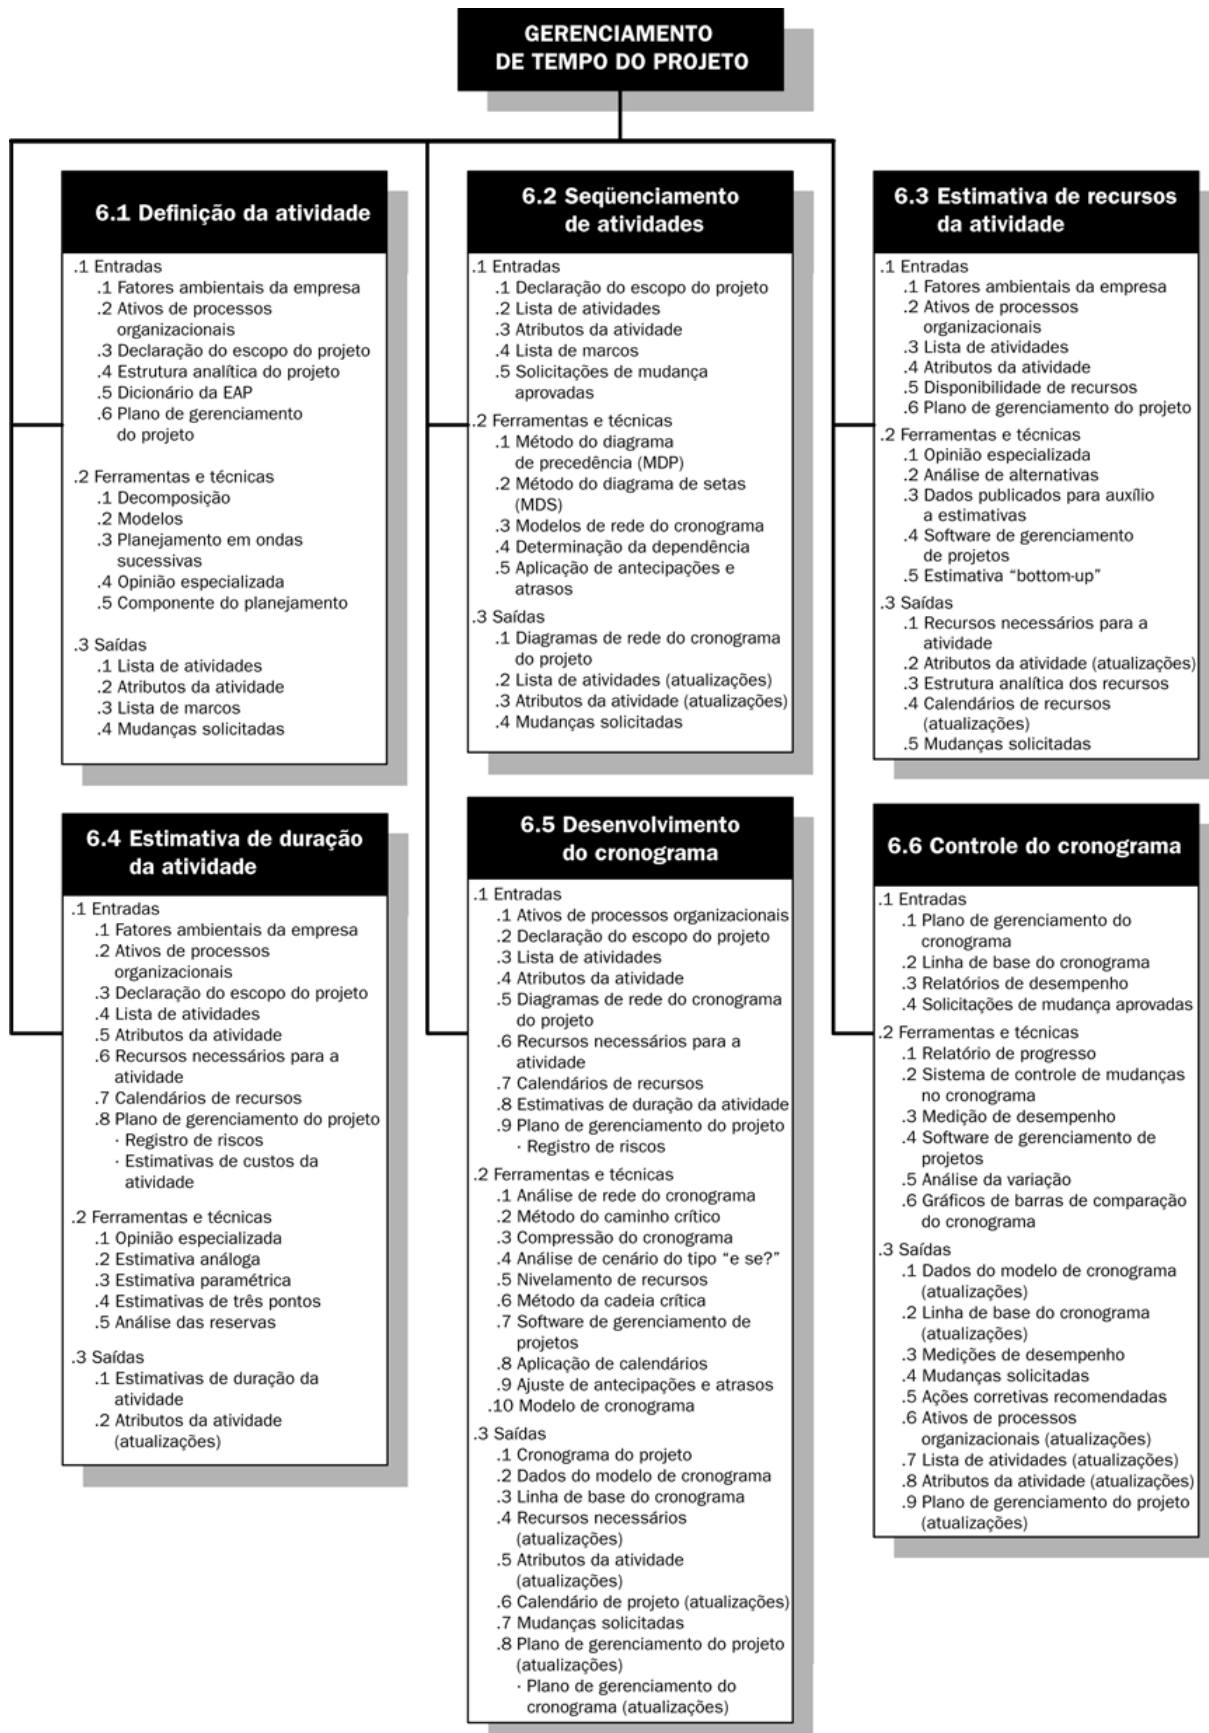 GERENCIAMENTO
DE TEMPO DO PROJETO
6.1 Definição da atividade
.1 Entradas
.1 Fatores ambientais da empresa
.2 Ativos de processos
organizacionais
.3 Declaração do escopo do projeto
.4 Estrutura analítica do projeto
.5 Dicionário da EAP
.6 Plano de gerenciamento
do projeto
.2 Ferramentas e técnicas
.1 Decomposição
.2 Modelos
.3 Planejamento em ondas
sucessivas
.4 Opinião especializada
.5 Componente do planejamento
.3 Saídas
.1 Lista de atividades
.2 Atributos da atividade
.3 Lista de marcos
.4 Mudanças solicitadas
6.2 Seqüenciamento
de atividades
.1 Entradas
.1 Declaração do escopo do projeto
.2 Lista de atividades
.3 Atributos da atividade
.4 Lista de marcos
.5 Solicitações de mudança
aprovadas
.2 Ferramentas e técnicas
.1 Método do diagrama
de precedência (MDP)
.2 Método do diagrama de setas
(MDS)
.3 Modelos de rede do cronograma
.4 Determinação da dependência
.5 Aplicação de antecipações e
atrasos
.3 Saídas
.1 Diagramas de rede do cronograma
do projeto
.2 Lista de atividades (atualizações)
.3 Atributos da atividade (atualizações)
.4 Mudanças solicitadas
6.3 Estimativa de recursos
da atividade
.1 Entradas
.1 Fatores ambientais da empresa
.2 Ativos de processos
organizacionais
.3 Lista de atividades
.4 Atributos da atividade
.5 Disponibilidade de recursos
.6 Plano de gerenciamento do projeto
.2 Ferramentas e técnicas
.1 Opinião especializada
.2 Análise de alternativas
.3 Dados publicados para auxílio
a estimativas
.4 Software de gerenciamento
de projetos
.5 Estimativa “bottom-up”
.3 Saídas
.1 Recursos necessários para a
atividade
.2 Atributos da atividade (atualizações)
.3 Estrutura analítica dos recursos
.4 Calendários de recursos
(atualizações)
.5 Mudanças solicitadas
6.4 Estimativa de duração
da atividade
.1 Entradas
.1 Fatores ambientais da empresa
.2 Ativos de processos
organizacionais
.3 Declaração do escopo do projeto
.4 Lista de atividades
.5 Atributos da atividade
.6 Recursos necessários para a
atividade
.7 Calendários de recursos
.8 Plano de gerenciamento do projeto
· Registro de riscos
· Estimativas de custos da
atividade
.2 Ferramentas e técnicas
.1 Opinião especializada
.2 Estimativa análoga
.3 Estimativa paramétrica
.4 Estimativas de três pontos
.5 Análise das reservas
.3 Saídas
.1 Estimativas de duração da
atividade
.2 Atributos da atividade
(atualizações)
6.5 Desenvolvimento
do cronograma
.1 Entradas
.1 Ativos de processos organizacionais
.2 Declaração do escopo do projeto
.3 Lista de atividades
.4 Atributos da atividade
.5 Diagramas de rede do cronograma
do projeto
.6 Recursos necessários para a
atividade
.7 Calendários de recursos
.8 Estimativas de duração da atividade
.9 Plano de gerenciamento do projeto
· Registro de riscos
.2 Ferramentas e técnicas
.1 Análise de rede do cronograma
.2 Método do caminho crítico
.3 Compressão do cronograma
.4 Análise de cenário do tipo “e se?”
.5 Nivelamento de recursos
.6 Método da cadeia crítica
.7 Software de gerenciamento de
projetos
.8 Aplicação de calendários
.9 Ajuste de antecipações e atrasos
.10 Modelo de cronograma
.3 Saídas
.1 Cronograma do projeto
.2 Dados do modelo de cronograma
.3 Linha de base do cronograma
.4 Recursos necessários
(atualizações)
.5 Atributos da atividade
(atualizações)
.6 Calendário de projeto (atualizações)
.7 Mudanças solicitadas
.8 Plano de gerenciamento do projeto
(atualizações)
· Plano de gerenciamento do
cronograma (atualizações)
6.6 Controle do cronograma
.1 Entradas
.1 Plano de gerenciamento do
cronograma
.2 Linha de base do cronograma
.3 Relatórios de desempenho
.4 Solicitações de mudança aprovadas
.2 Ferramentas e técnicas
.1 Relatório de progresso
.2 Sistema de controle de mudanças
no cronograma
.3 Medição de desempenho
.4 Software de gerenciamento de
projetos
.5 Análise da variação
.6 Gráficos de barras de comparação
do cronograma
.3 Saídas
.1 Dados do modelo de cronograma
(atualizações)
.2 Linha de base do cronograma
(atualizações)
.3 Medições de desempenho
.4 Mudanças solicitadas
.5 Ações corretivas recomendadas
.6 Ativos de processos
organizacionais (atualizações)
.7 Lista de atividades (atualizações)
.8 Atributos da atividade (atualizações)
.9 Plano de gerenciamento do projeto
(atualizações)